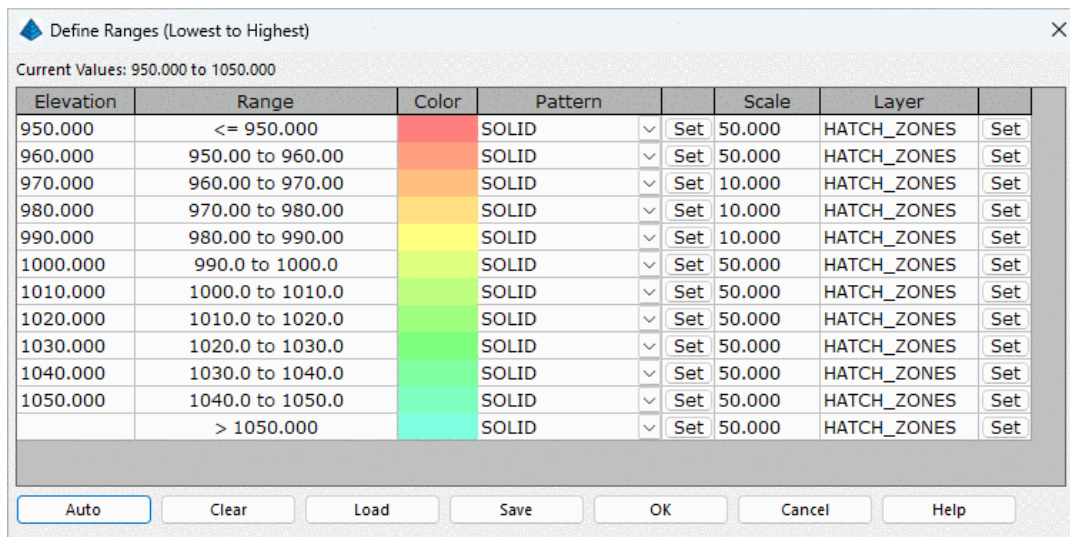 Define Ranges (Lowest to Highest)
Current Values: 950.000 to 1050.000
Elevation Range Color Pattern Scale Layer
950.000 <= 950.000 SOLID Set 50.000 HATCH_ZONES Set
960.000 950.00 to 960.00 SOLID Set 50.000 HATCH_ZONES Set
970.000 960.00 to 970.00 SOLID Set 10.000 HATCH_ZONES Set
980.000 970.00 to 980.00 SOLID Set 10.000 HATCH_ZONES Set
990.000 980.00 to 990.00 SOLID Set 10.000 HATCH_ZONES Set
1000.000 990.0 to 1000.0 SOLID Set 50.000 HATCH_ZONES Set
1010.000 1000.0 to 1010.0 SOLID Set 50.000 HATCH_ZONES Set
1020.000 1010.0 to 1020.0 SOLID Set 50.000 HATCH_ZONES Set
1030.000 1020.0 to 1030.0 SOLID Set 50.000 HATCH_ZONES Set
1040.000 1030.0 to 1040.0 SOLID Set 50.000 HATCH_ZONES Set
1050.000 1040.0 to 1050.0 SOLID Set 50.000 HATCH_ZONES Set
> 1050.000 SOLID Set 50.000 HATCH_ZONES Set
Auto Clear Load Save OK Cancel Help